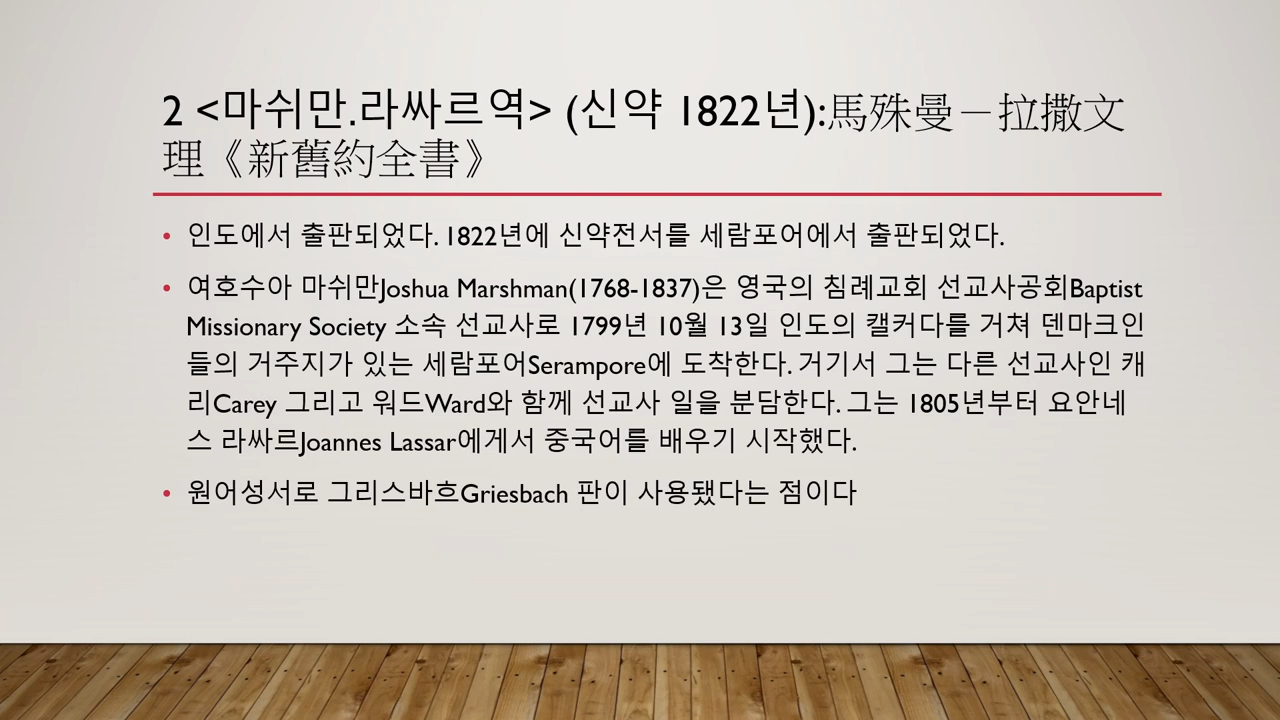 2 <마쉬만.라싸르역> (신약 1822년):馬殊曼－拉撒文
理《新舊約全書》
• 인도에서 출판되었다. 1822년에 신약전서를 세람포어에서 출판되었다.
• 여호수아 마쉬만Joshua Marshman(1768-1837)은 영국의 침례교회 선교사공회Baptist
Missionary Society 소속 선교사로 1799년 10월 13일 인도의 캘커다를 거쳐 덴마크인
들의 거주지가 있는 세람포어Serampore에 도착한다. 거기서 그는 다른 선교사인 캐
리Carey 그리고 워드Ward와 함께 선교사 일을 분담한다. 그는 1805년부터 요안네
스 라싸르Joannes Lassar에게서 중국어를 배우기 시작했다.
• 원어성서로 그리스바흐Griesbach 판이 사용됐다는 점이다